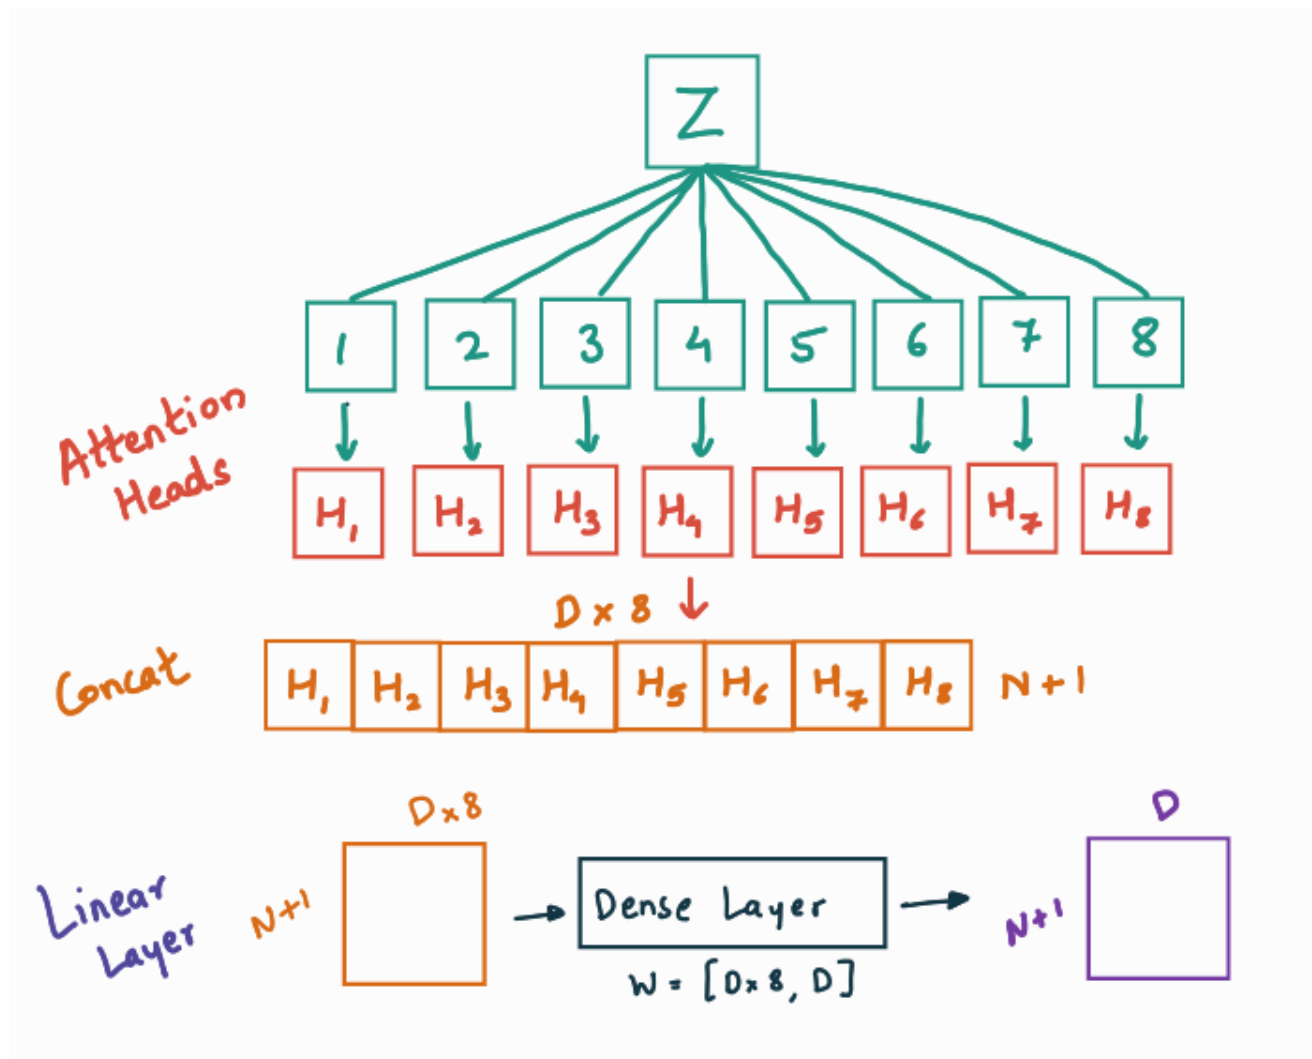 Z
1 2 3 4 5 6 7 8
Attention
Heads
H1 H2 H3 H4 H5 H6 H7 H8
D × 8
Concat
H1 H2 H3 H4 H5 H6 H7 H8 N + 1
D × 8
D
Linear
Layer
N+1
Dense Layer
N+1
W = [D × 8, D]